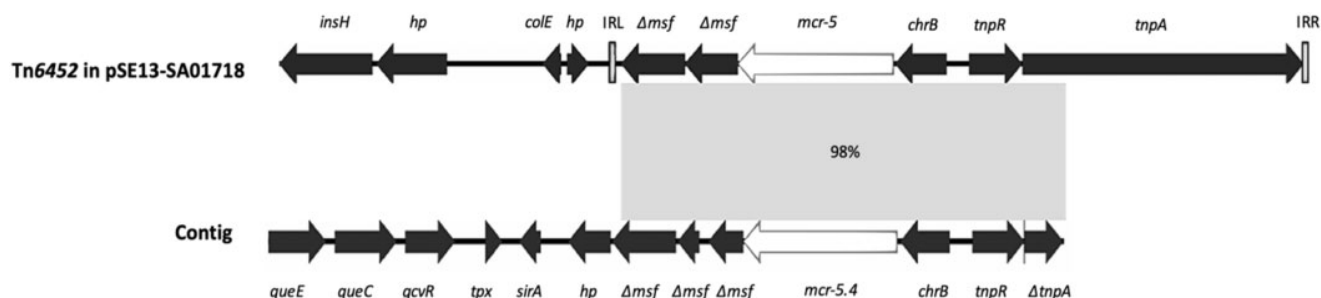 insH hp colE hp IRL Δmsf Δmsf mcr-5 chrB tnpR tnpA IRR
Tn6452 in pSE13-SA01718
98%
Contig
queE queC gcvR tpx sirA hp Δmsf Δmsf Δmsf mcr-5.4 chrB tnpR ΔtnpA